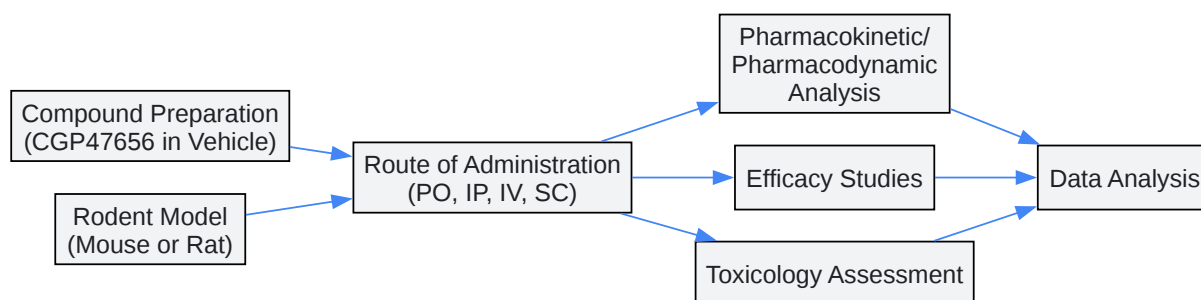 Compound Preparation
(CGP47656 in Vehicle)
Rodent Model
(Mouse or Rat)
Route of Administration
(PO, IP, IV, SC)
Pharmacokinetic/
Pharmacodynamic
Analysis
Efficacy Studies
Toxicology Assessment
Data Analysis